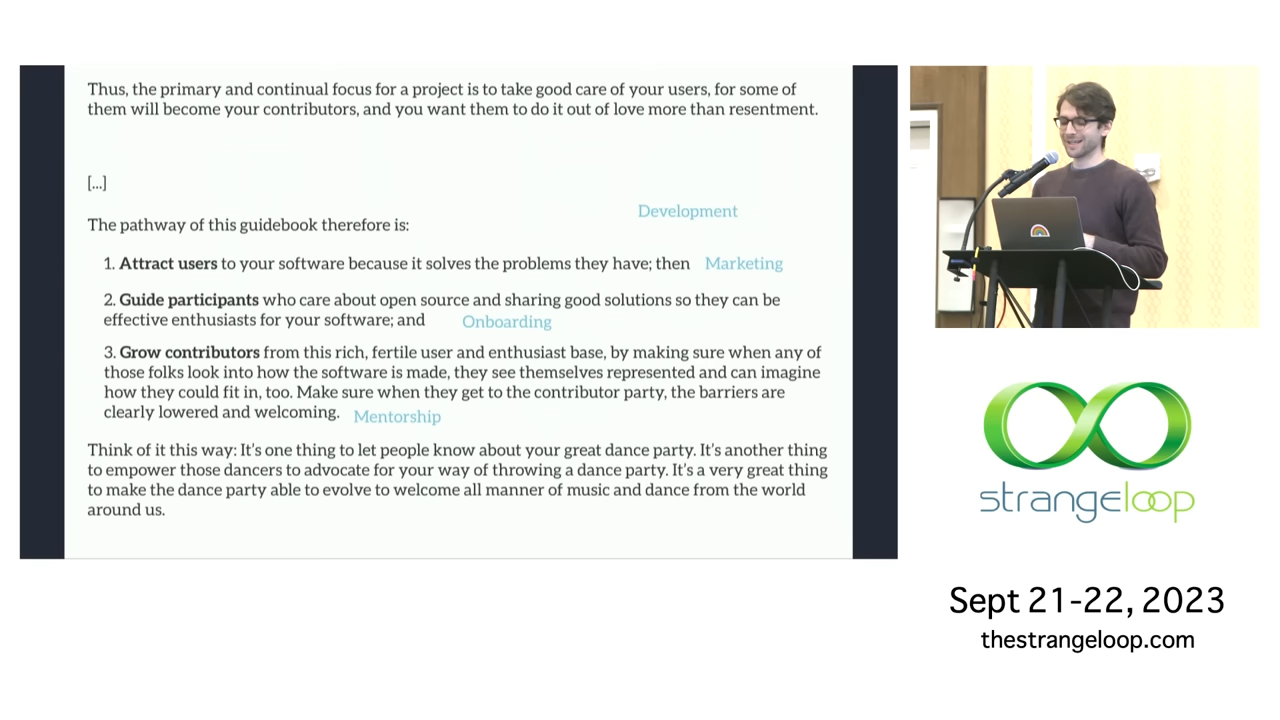 Thus, the primary and continual focus for a project is to take good care of your users, for some of
them will become your contributors, and you want them to do it out of love more than resentment.
[...]
Development
The pathway of this guidebook therefore is:
1. Attract users to your software because it solves the problems they have; then Marketing
2. Guide participants who care about open source and sharing good solutions so they can be
effective enthusiasts for your software; and Onboarding
3. Grow contributors from this rich, fertile user and enthusiast base, by making sure when any of
those folks look into how the software is made, they see themselves represented and can imagine
how they could fit in, too. Make sure when they get to the contributor party, the barriers are
clearly lowered and welcoming. Mentorship
Think of it this way: It's one thing to let people know about your great dance party. It's another thing
to empower those dancers to advocate for your way of throwing a dance party. It's a very great thing
to make the dance party able to evolve to welcome all manner of music and dance from the world
around us.
strangeloop
Sept 21-22, 2023
thestrangeloop.com